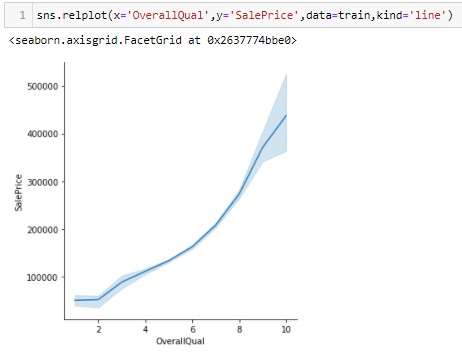 1 sns.relplot(x='OverallQual',y='SalePrice',data=train,kind='line')
<seaborn.axisgrid.FacetGrid at 0x2637774bbe0>
500000
400000
300000
200000
100000
SalePrice
2 4 6 8 10
OverallQual